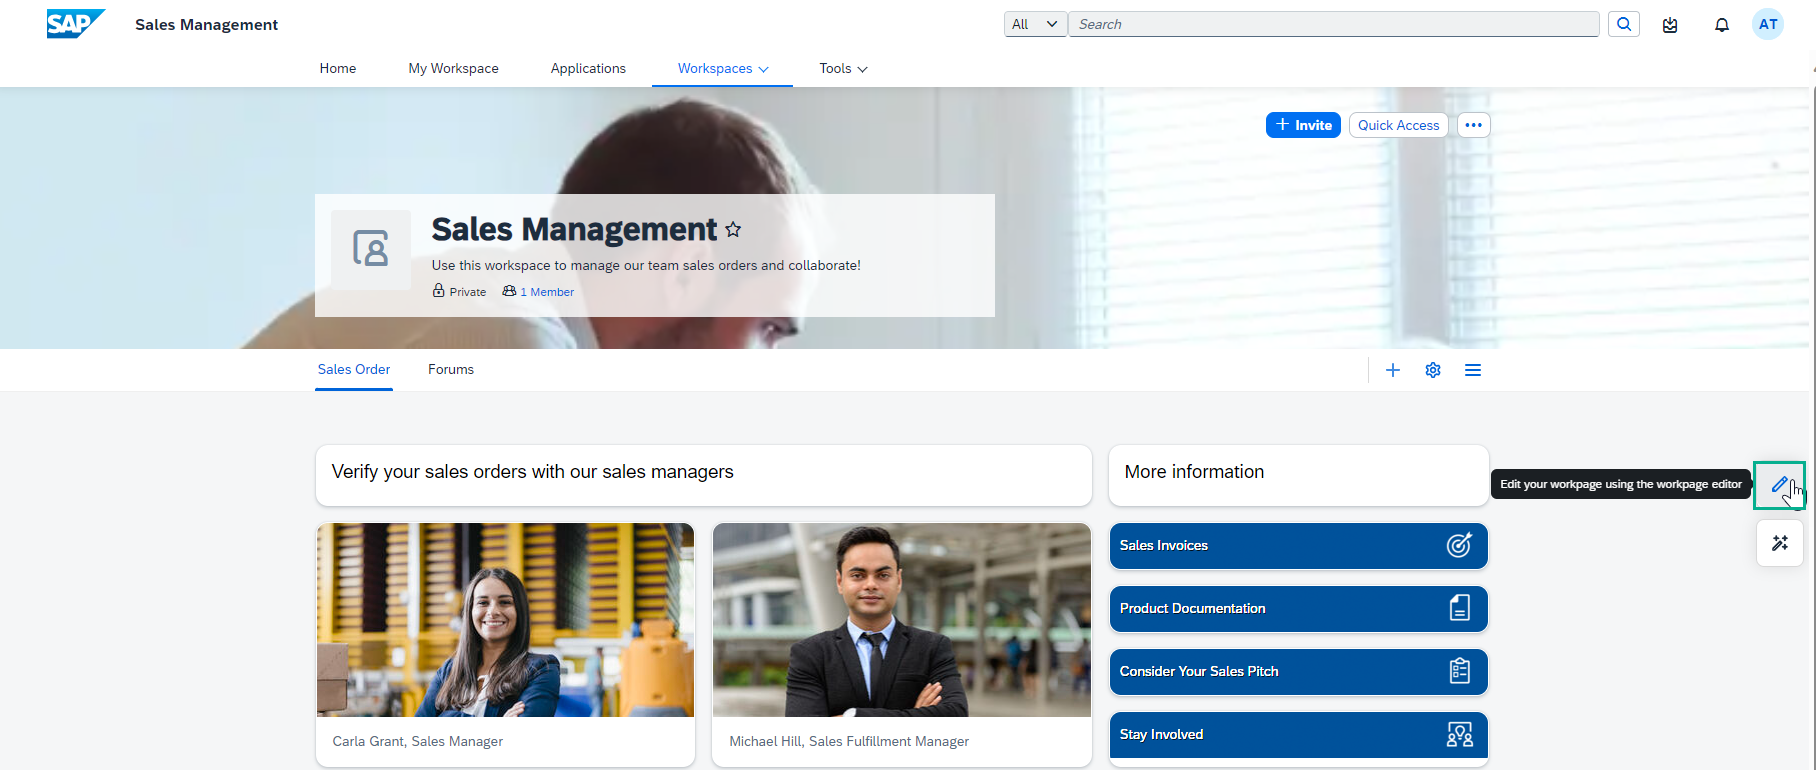 SAP
Sales Management
All
Search
AT
Home
My Workspace
Applications
Workspaces
Tools
+ Invite
Quick Access
Sales Management
Use this workspace to manage our team sales orders and collaborate!
Private
1 Member
Sales Order
Forums
Verify your sales orders with our sales managers
More information
Edit your workpage using the workpage editor
Sales Invoices
Product Documentation
Consider Your Sales Pitch
Stay Involved
Carla Grant, Sales Manager
Michael Hill, Sales Fulfillment Manager